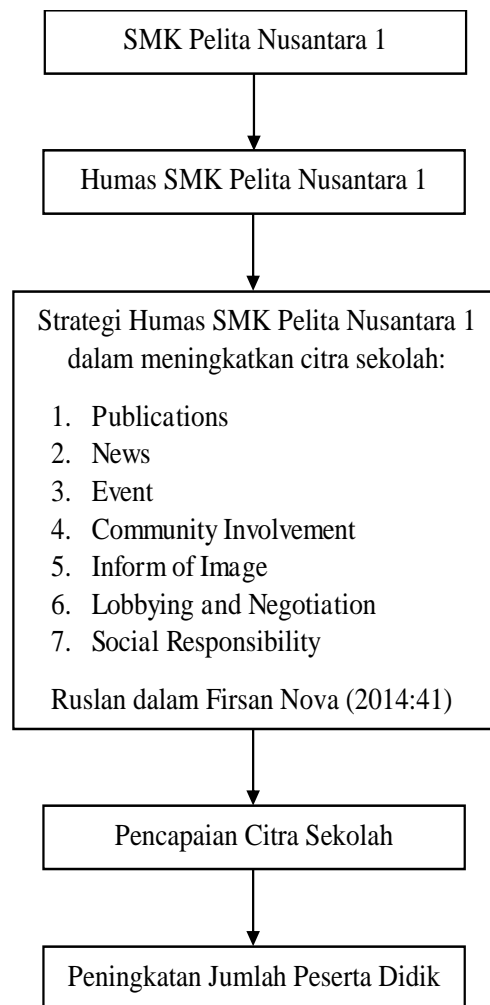 SMK Pelita Nusantara 1
Humas SMK Pelita Nusantara 1
Strategi Humas SMK Pelita Nusantara 1
dalam meningkatkan citra sekolah:
1. Publications
2. News
3. Event
4. Community Involvement
5. Inform of Image
6. Lobbying and Negotiation
7. Social Responsibility
Ruslan dalam Firsan Nova (2014:41)
Pencapaian Citra Sekolah
Peningkatan Jumlah Peserta Didik